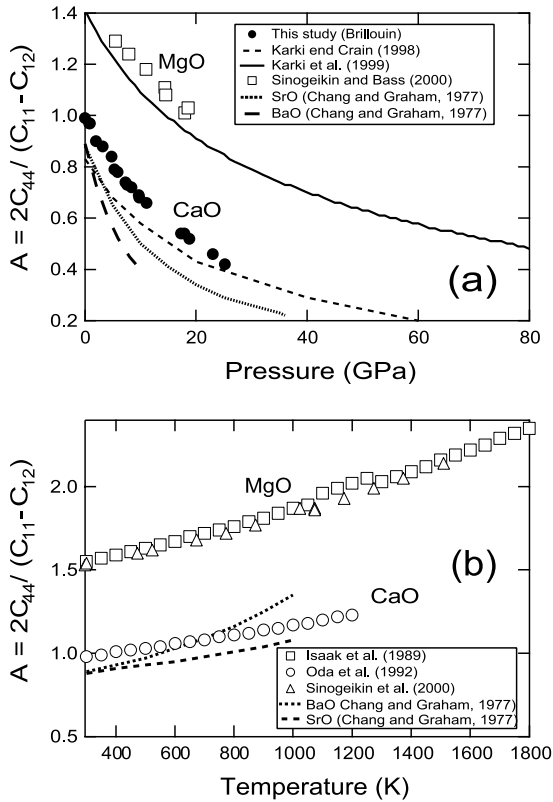 1.4
1.2
1.0
0.8
0.6
0.4
0.2
A = 2C44 / (C11 - C12)
MgO
CaO
This study (Brillouin)
Karki end Crain (1998)
Karki et al. (1999)
Sinogeikin and Bass (2000)
SrO (Chang and Graham, 1977)
BaO (Chang and Graham, 1977)
(a)
0 20 40 60 80
Pressure (GPa)
2.0
1.5
1.0
0.5
A = 2C44 / (C11 - C12)
MgO
(b)
CaO
Isaak et al. (1989)
Oda et al. (1992)
Sinogeikin et al. (2000)
BaO Chang and Graham, 1977)
SrO (Chang and Graham, 1977)
400 600 800 1000 1200 1400 1600 1800
Temperature (K)